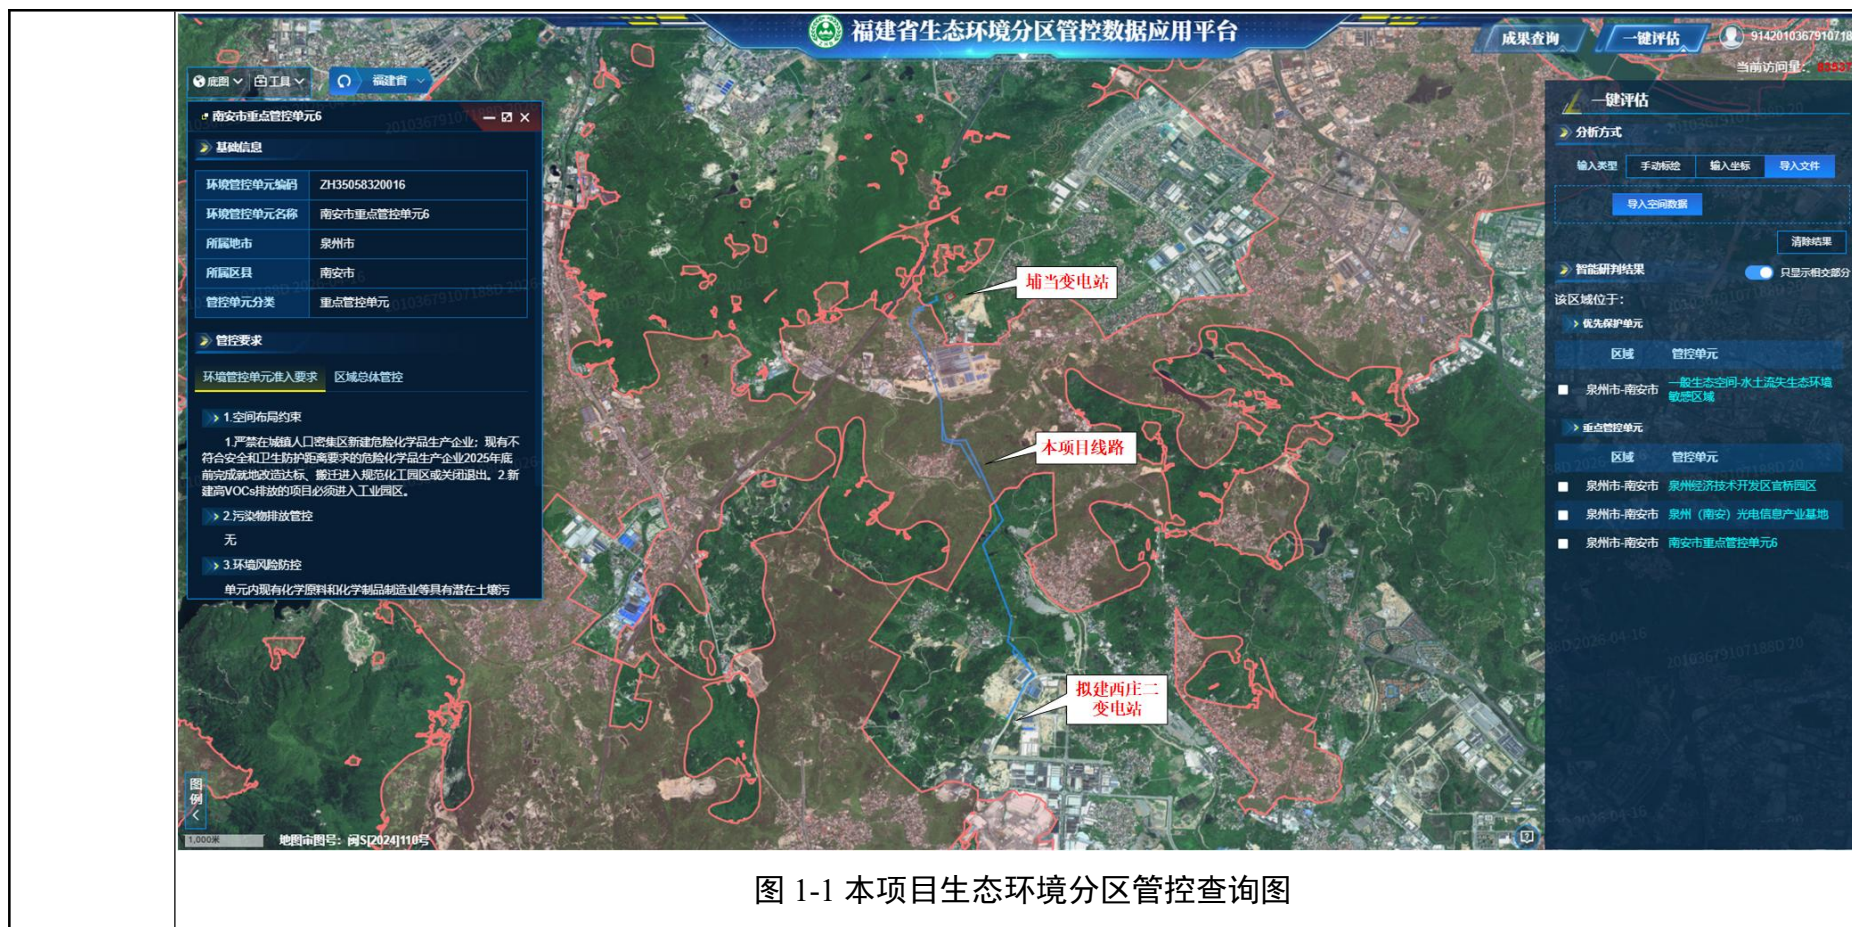 福建省生态环境分区管控数据应用平台
成果查询
一键评估
9142010367910718
当前访问量：
底图
工具
福建省
南安市重点管控单元6
基础信息
环境管控单元编码 ZH35058320016
环境管控单元名称 南安市重点管控单元6
所属地市 泉州市
所属区县 南安市
管控单元分类 重点管控单元
管控要求
环境管控单元准入要求 区域总体管控
1.空间布局约束
1.严禁在城镇人口密集区新建危险化学品生产企业；现有不
符合安全和卫生防护距离要求的危险化学品生产企业2025年底
前完成就地改造达标、搬迁进入规范化工园区或关闭退出。2.新
建高VOCs排放的项目必须进入工业园区。
2.污染物排放管控
无
3.环境风险防控
单元内现有化学原料和化学制品制造业等具有潜在土壤污
图例
1,000米
地图审图号：闽S[2024]110号
埔当变电站
本项目线路
拟建西庄二
变电站
一键评估
分析方式
输入类型 手动标绘 输入坐标 导入文件
导入空间数据
清除结果
智能研判结果 只显示相交部分
该区域位于：
优先保护单元
区域 管控单元
泉州市-南安市 一般生态空间-水土流失生态环境
敏感区域
重点管控单元
区域 管控单元
泉州市-南安市 泉州经济技术开发区官桥园区
泉州市-南安市 泉州（南安）光电信息产业基地
泉州市-南安市 南安市重点管控单元6
图 1-1 本项目生态环境分区管控查询图